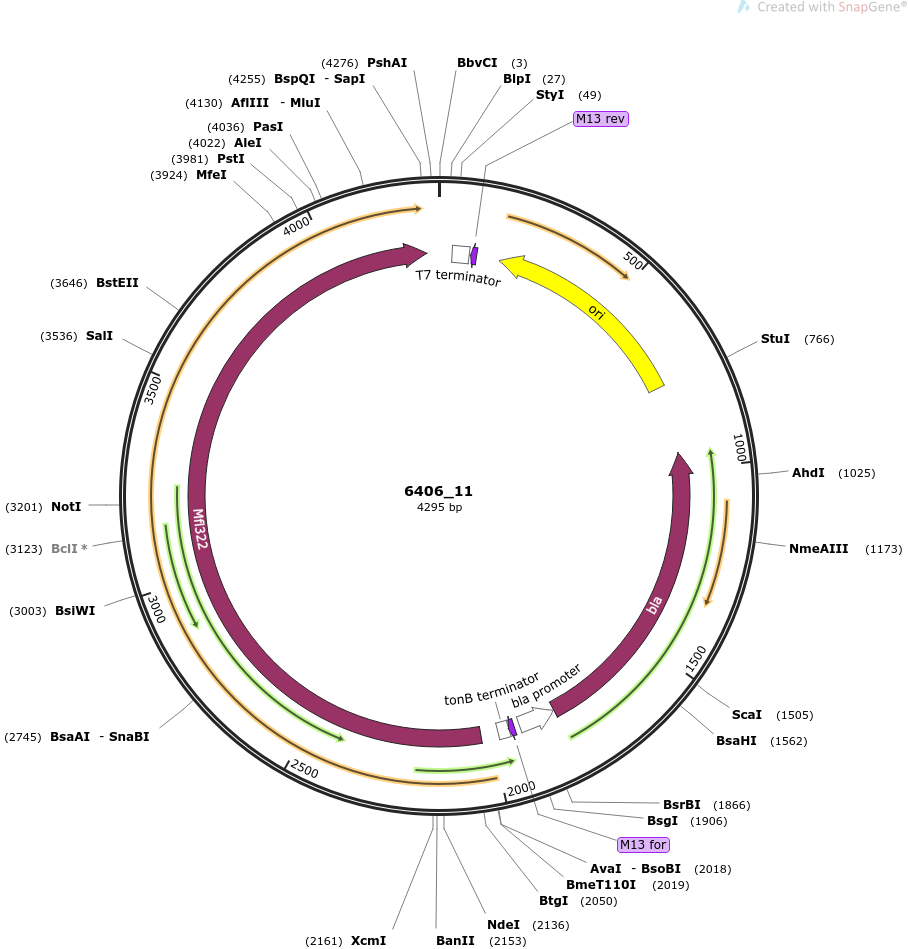 Created with SnapGene®
(4276) PshAI
BbvCI (3)
(4255) BspQI - SapI
BlpI (27)
(4130) AflIII - MluI
StyI (49)
(4036) PasI
M13 rev
(4022) AleI
(3981) PstI
(3924) MfeI
4000
500
T7 terminator
ori
(3646) BstEII
(3536) SalI
StuI (766)
3500
1000
AhdI (1025)
6406_11
4295 bp
(3201) NotI
Mfl322
(3123) BclI *
NmeAIII (1173)
(3003) BsiWI
3000
bla
1500
tonB terminator
bla promoter
ScaI (1505)
(2745) BsaAI - SnaBI
BsaHI (1562)
2500
2000
BsrBI (1866)
BsgI (1906)
M13 for
AvaI - BsoBI (2018)
BmeT110I (2019)
BtgI (2050)
NdeI (2136)
(2161) XcmI
BanII (2153)